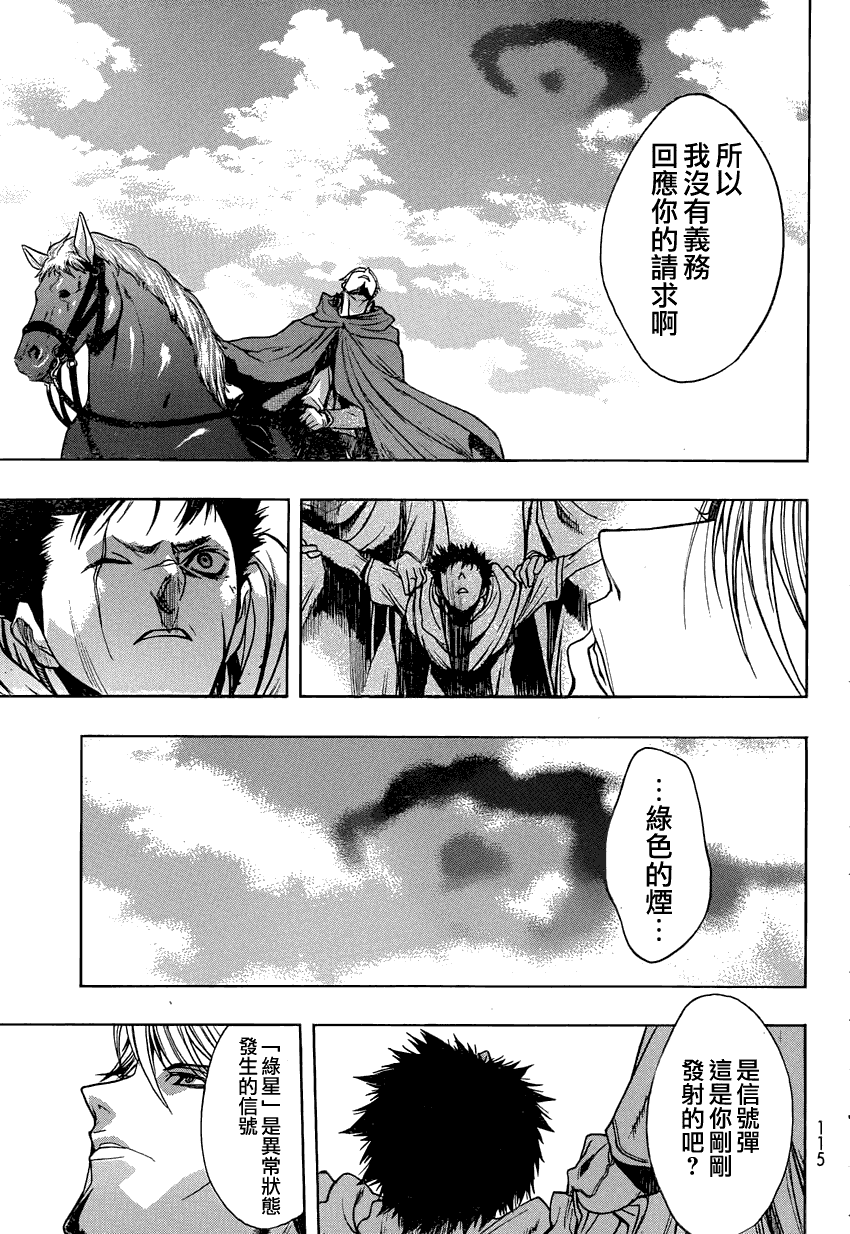 所以
我沒有義務
回應你的請求啊
…綠色的煙…
是信號彈
這是你剛剛
發射的吧?
「綠星」是異常狀態
發生的信號
115